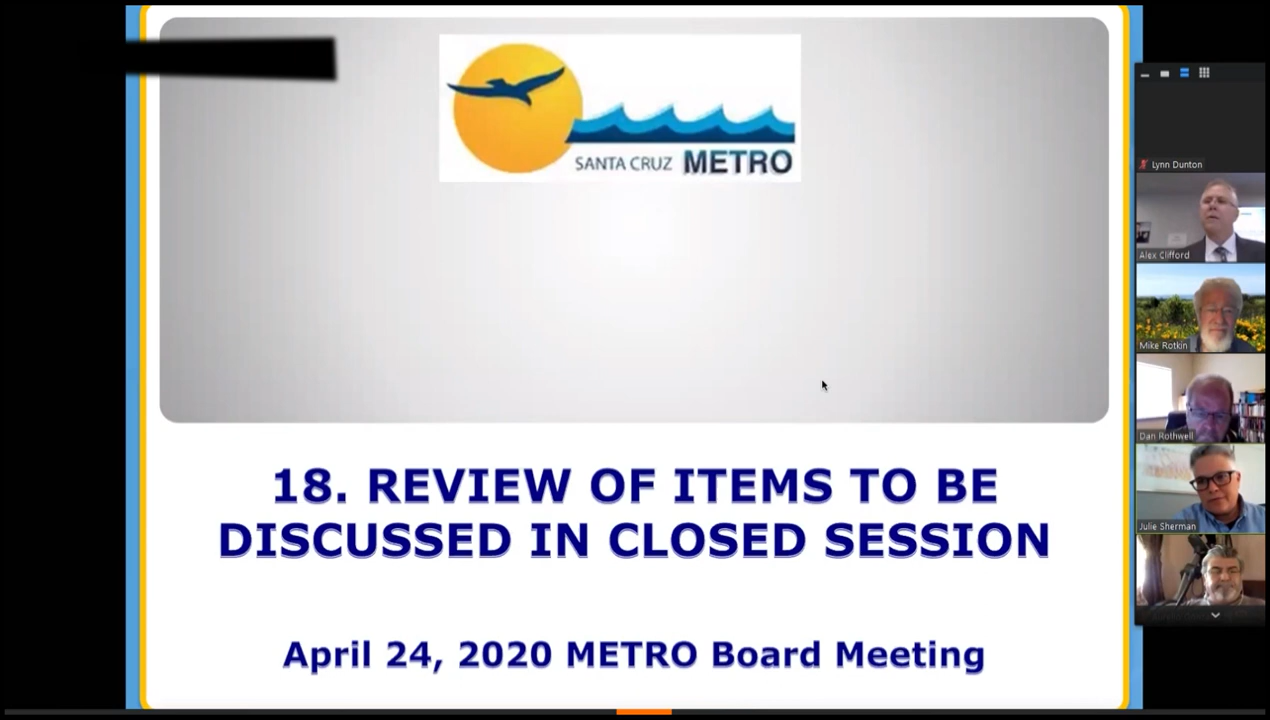 SANTA CRUZ METRO
Lynn Dunton
Alex Clifford
Mike Rotkin
Dan Rothwell
Julie Sherman
18. REVIEW OF ITEMS TO BE
DISCUSSED IN CLOSED SESSION
April 24, 2020 METRO Board Meeting